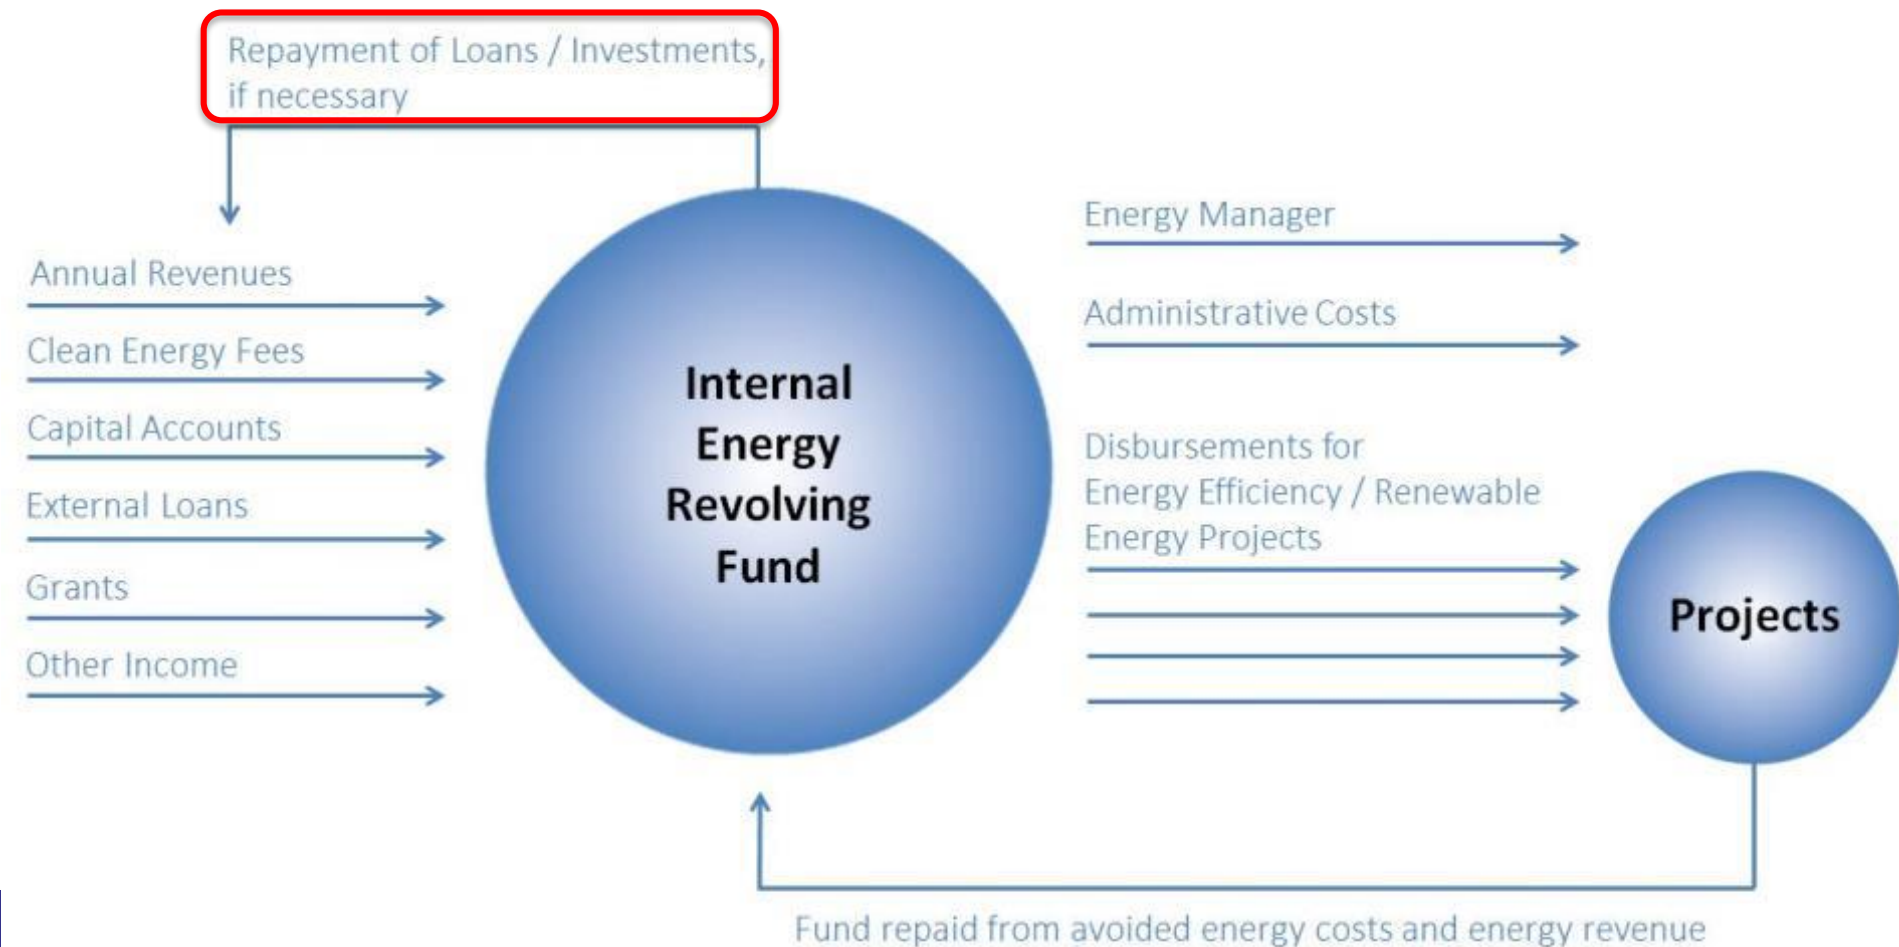 Repayment of Loans / Investments,
if necessary
Annual Revenues
Clean Energy Fees
Capital Accounts
External Loans
Grants
Other Income
Internal
Energy
Revolving
Fund
Energy Manager
Administrative Costs
Disbursements for
Energy Efficiency / Renewable
Energy Projects
Projects
Fund repaid from avoided energy costs and energy revenue